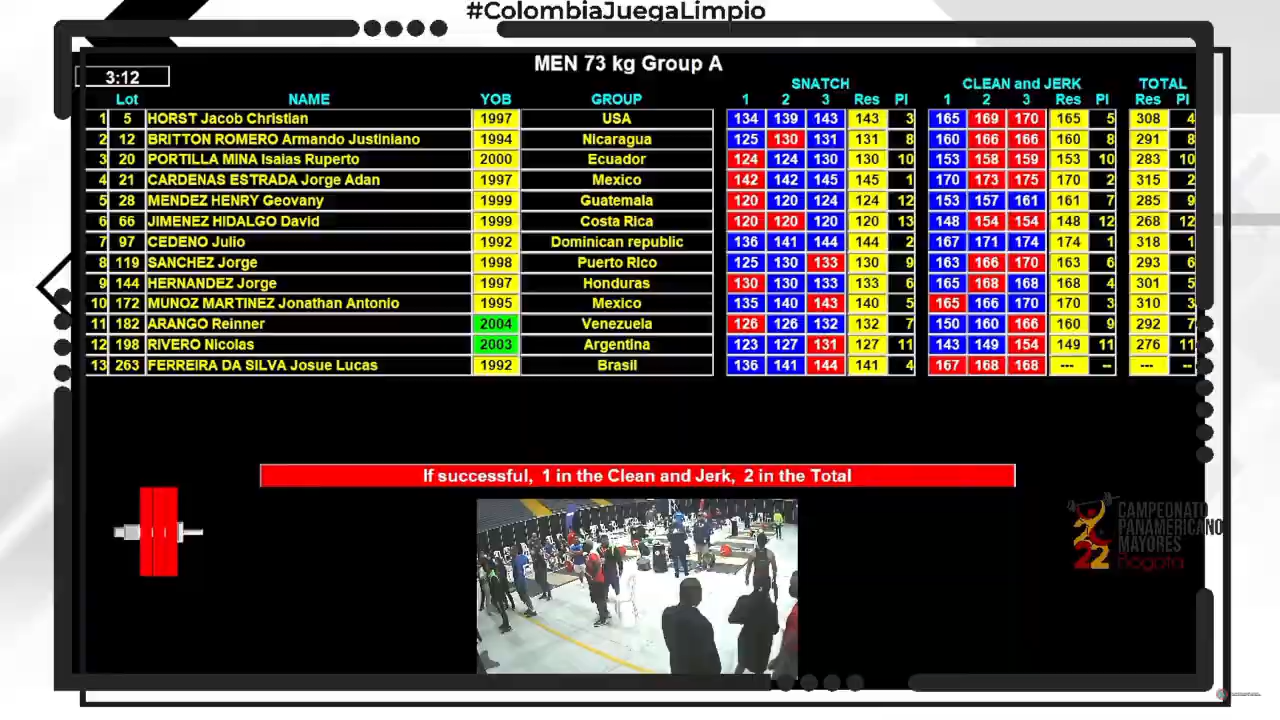 #ColombiaJuegaLimpio
MEN 73 kg Group A
3:12
SNATCH CLEAN and JERK TOTAL
Lot NAME YOB GROUP 1 2 3 Res Pl 1 2 3 Res Pl Res Pl
1 5 HORST Jacob Christian 1997 USA 134 139 143 143 3 165 169 170 165 5 308 4
2 12 BRITTON ROMERO Armando Justiniano 1994 Nicaragua 125 130 131 131 8 160 166 166 160 8 291 8
3 20 PORTILLA MINA Isaias Ruperto 2000 Ecuador 124 124 130 130 10 153 158 159 153 10 283 10
4 21 CARDENAS ESTRADA Jorge Adan 1997 Mexico 142 142 145 145 1 170 173 175 170 2 315 2
5 28 MENDEZ HENRY Geovany 1999 Guatemala 120 120 124 124 12 153 157 161 161 7 285 9
6 66 JIMENEZ HIDALGO David 1999 Costa Rica 120 120 120 120 13 148 154 154 148 12 268 12
7 97 CEDENO Julio 1992 Dominican republic 136 141 144 144 2 167 171 174 174 1 318 1
8 119 SANCHEZ Jorge 1998 Puerto Rico 125 130 133 130 9 163 166 170 163 6 293 6
9 144 HERNANDEZ Jorge 1997 Honduras 130 130 133 133 6 165 168 168 168 4 301 5
10 172 MUNOZ MARTINEZ Jonathan Antonio 1995 Mexico 135 140 143 140 5 165 166 170 170 3 310 3
11 182 ARANGO Reinner 2004 Venezuela 126 126 132 132 7 150 160 166 160 9 292 7
12 198 RIVERO Nicolas 2003 Argentina 123 127 131 127 11 143 149 154 149 11 276 11
13 263 FERREIRA DA SILVA Josue Lucas 1992 Brasil 136 141 144 141 4 167 168 168 --- -- --- --
If successful, 1 in the Clean and Jerk, 2 in the Total
CAMPEONATO
PANAMERICANO
MAYORES
22 Bogota